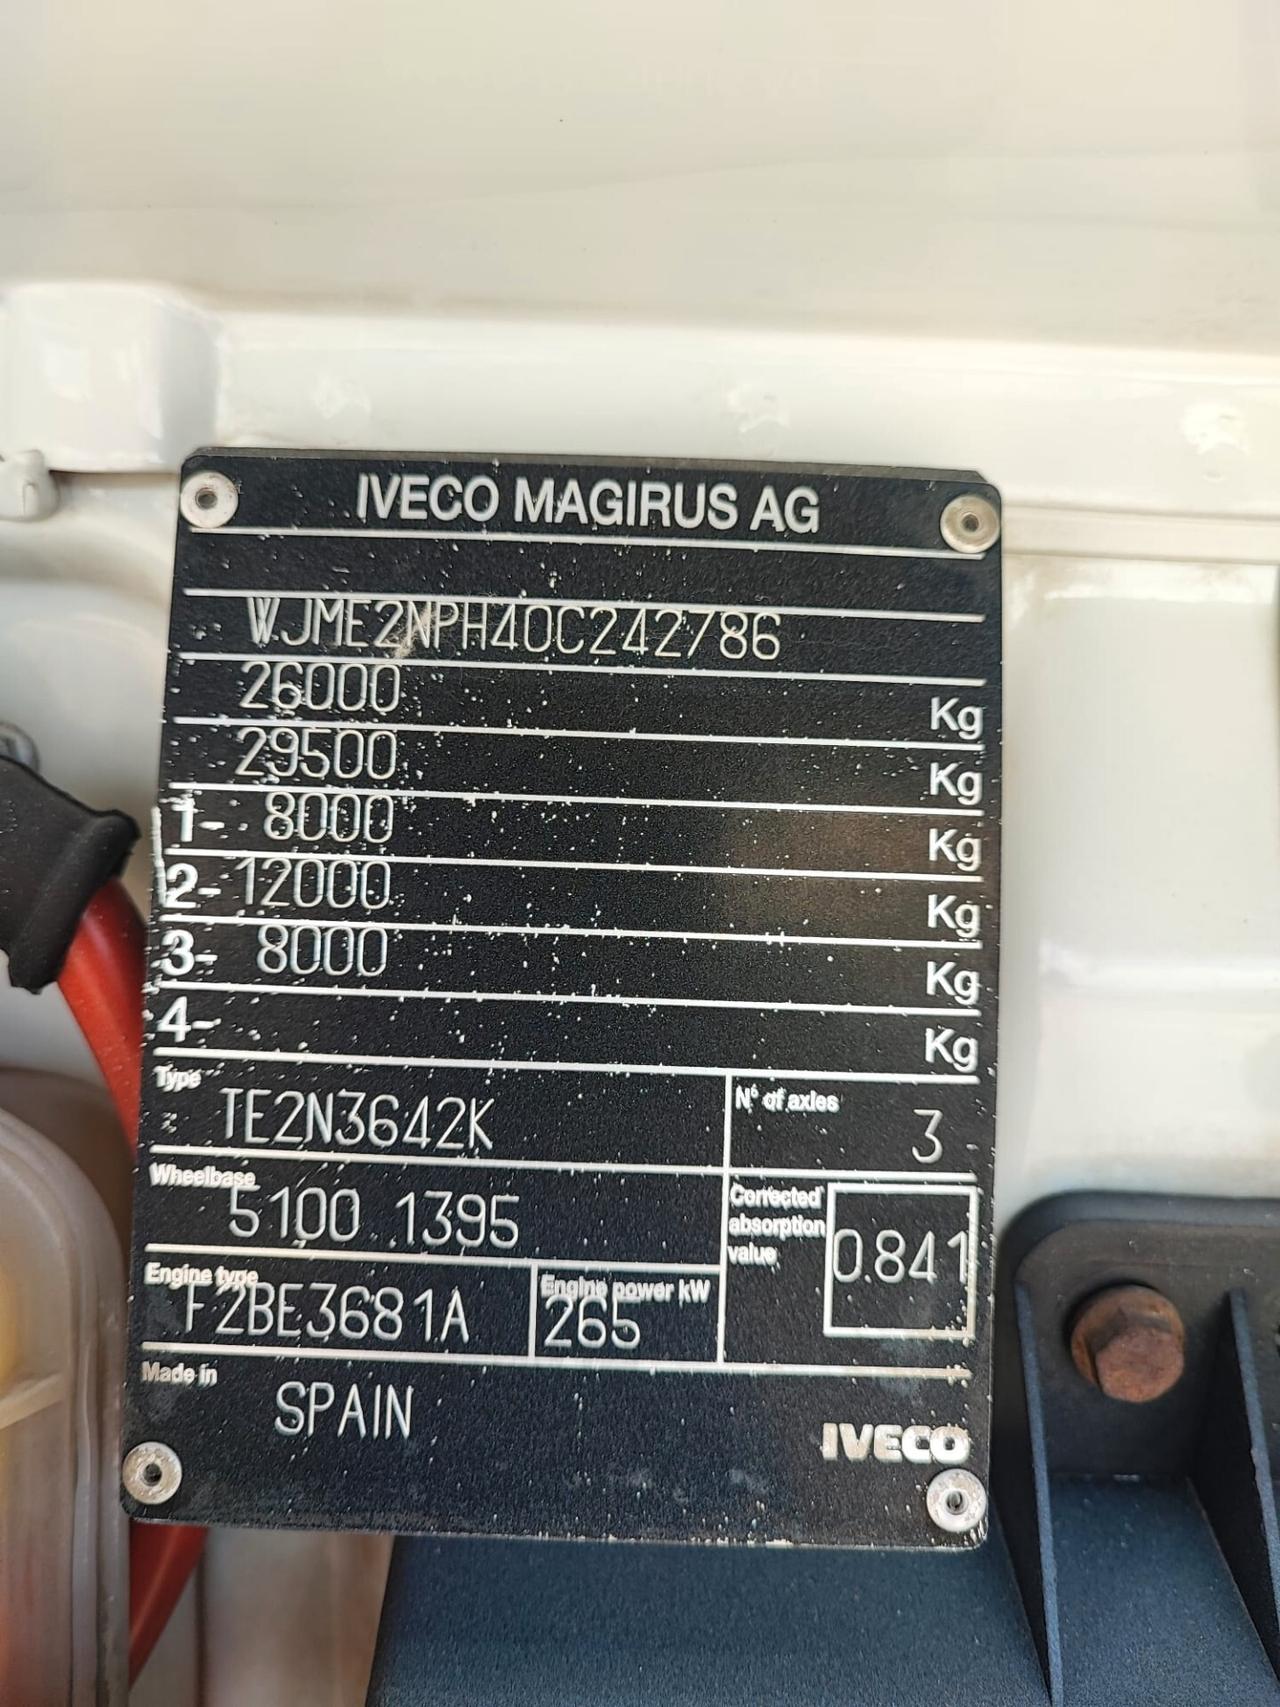 IVECO MAGIRUS AG
WJME2NPH40C242786
26000 Kg
29500 Kg
1- 8000 Kg
2- 12000 Kg
3- 8000 Kg
4- Kg
Type TE2N3642K
N° of axles 3
Wheelbase 5100 1395
Corrected absorption value 0.841
Engine type F2BE3681A
Engine power kW 265
Made in SPAIN
IVECO